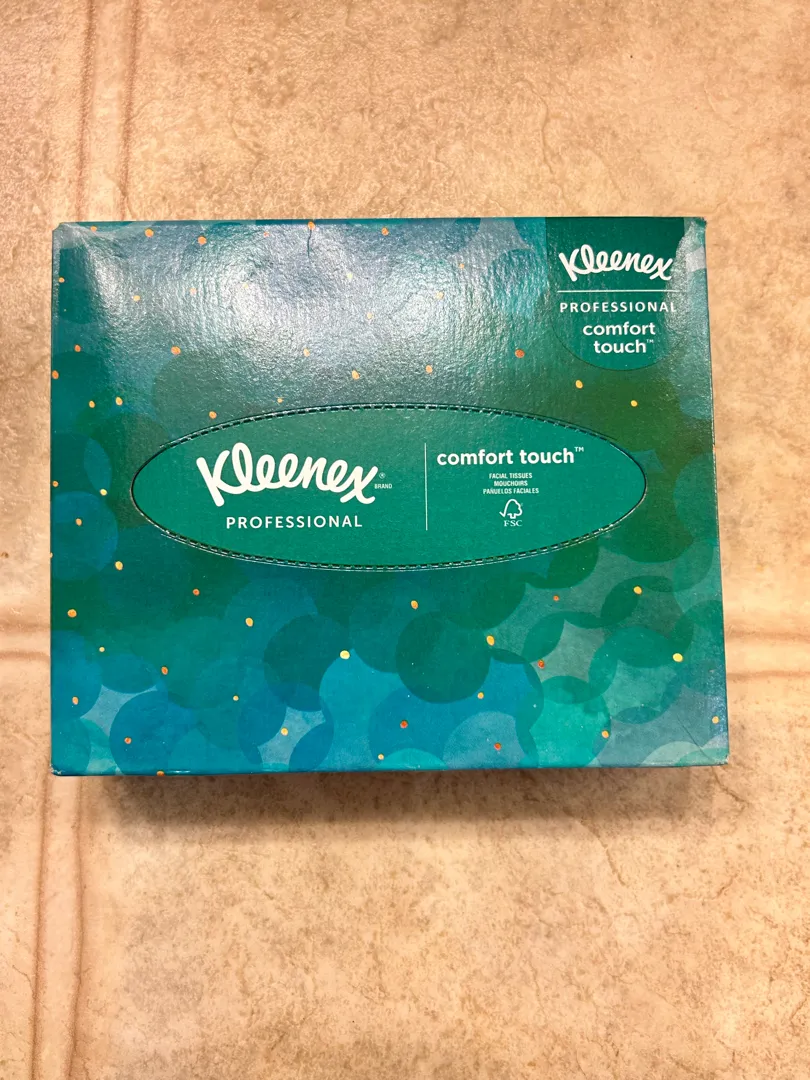 Kleenex
PROFESSIONAL
comfort
touch™
Kleenex® BRAND
PROFESSIONAL
comfort touch™
FACIAL TISSUES
MOUCHOIRS
PAÑUELOS FACIALES
FSC